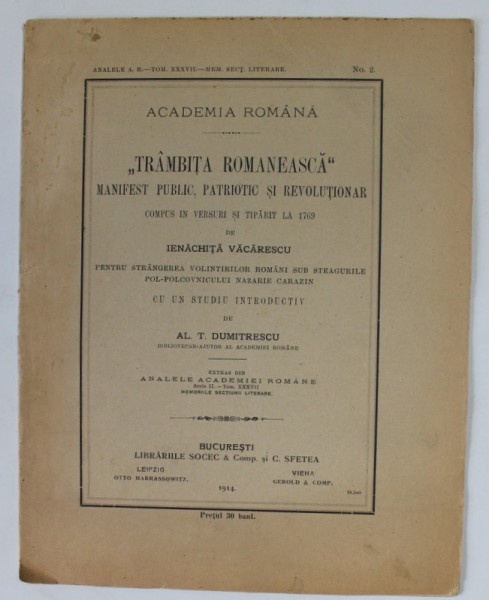 ANALELE A. R.—TOM. XXXVII.—MEM. SECȚ. LITERARE. No. 2.
ACADEMIA ROMÂNĂ
„TRÂMBIȚA ROMANEASCĂ“
MANIFEST PUBLIC, PATRIOTIC ȘI REVOLUȚIONAR
COMPUS IN VERSURI ȘI TIPĂRIT LA 1769
DE
IENĂCHIȚĂ VĂCĂRESCU
PENTRU STRÂNGEREA VOLINTIRILOR ROMÂNI SUB STEAGURILE
POL-POLCOVNICULUI NAZARIE CARAZIN
CU UN STUDIU INTRODUCTIV
DE
AL. T. DUMITRESCU
BIBLIOTECAR-AJUTOR AL ACADEMIEI ROMÂNE
EXTRAS DIN
ANALELE ACADEMIEI ROMÂNE
Seria II.—Tom. XXXVII
MEMORIILE SECȚIUNII LITERARE
BUCUREȘTI
LIBRĂRIILE SOCEC & Comp. și C. SFETEA
LEIPZIG VIENA
OTTO HARRASSOWITZ. GEROLD & COMP.
1914.
Prețul 30 bani.